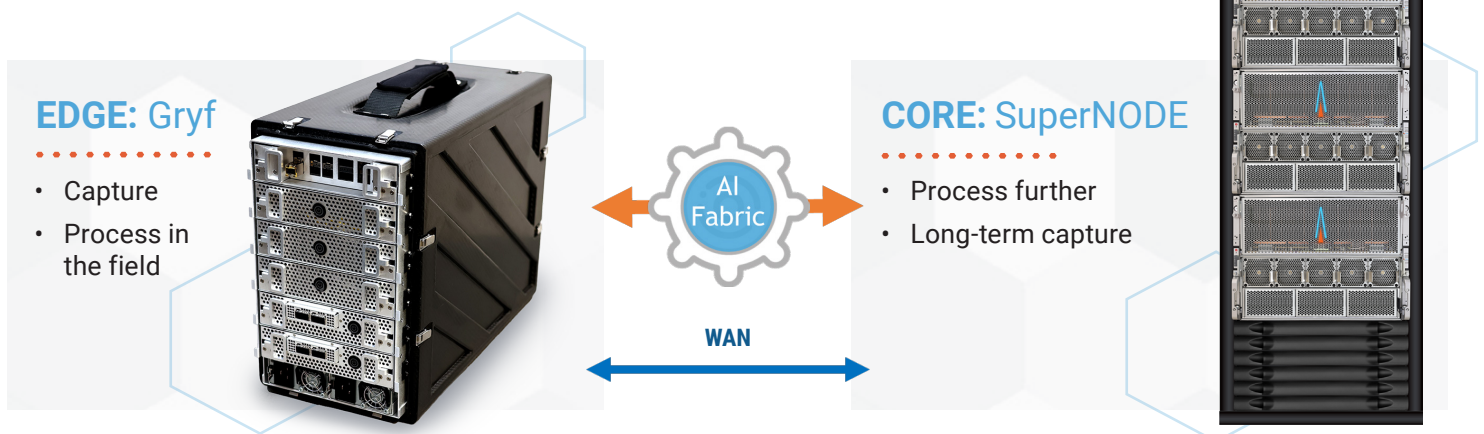 EDGE: Gryf
• Capture
• Process in
the field
AI
Fabric
WAN
CORE: SuperNODE
• Process further
• Long-term capture